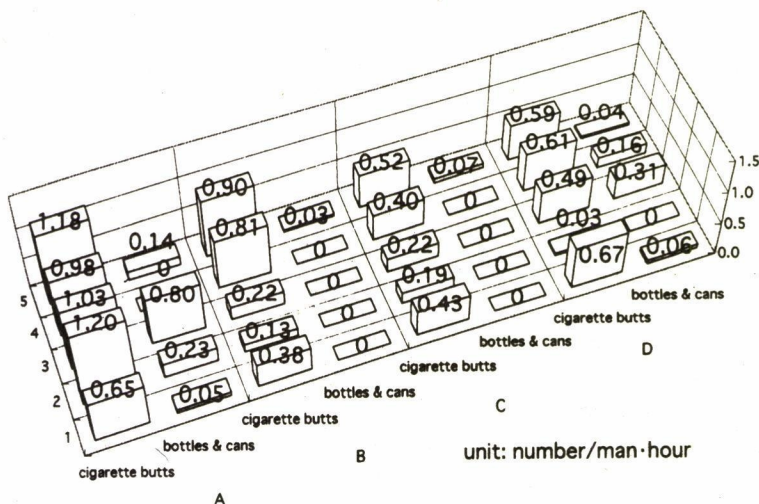 0.59 0.04
0.61 0.16
0.52 0.07 0.49 0.31
0.90 0.40 0 0.03 0
0.81 0.03 0.22 0 0.67 0.06
1.18 0.14 0.22 0 0.19 0
0.98 0 0.13 0 0.43 0
1.03 0.80 0.38 0
1.20 0.23 0
0.65 0.05
1.5
1.0
0.5
0.0
5
4
3
2
1
cigarette butts
bottles & cans
cigarette butts
bottles & cans
cigarette butts
bottles & cans
cigarette butts
bottles & cans
A
B
C
D
unit: number/man·hour